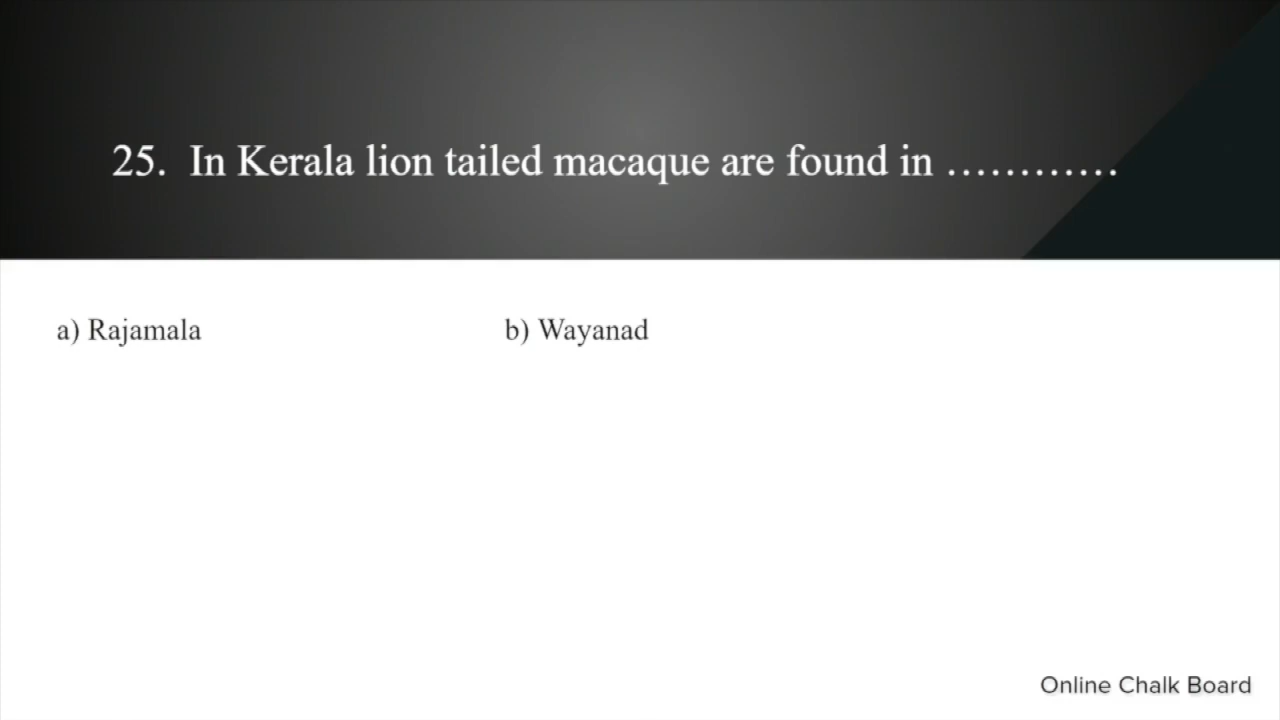 25. In Kerala lion tailed macaque are found in ............
a) Rajamala b) Wayanad
Online Chalk Board